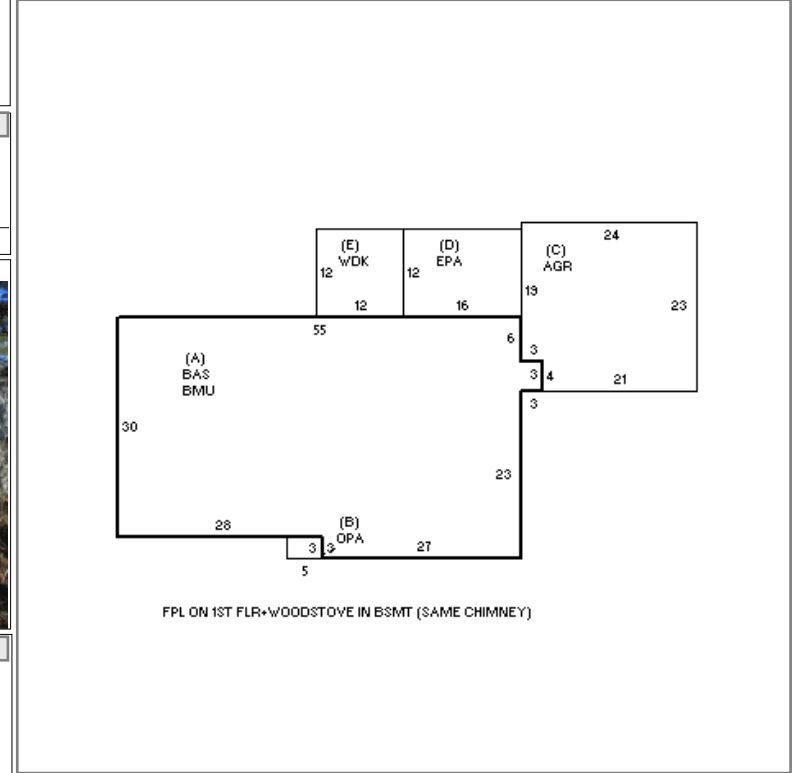 24
(E)
WDK
(D)
EPA
(C)
AGR
12
12
19
12
16
23
55
6
3
(A)
BAS
BMU
3
4
21
3
30
23
28
(B)
OPA
3
3
27
5
FPL ON 1ST FLR+WOODSTOVE IN BSMT (SAME CHIMNEY)